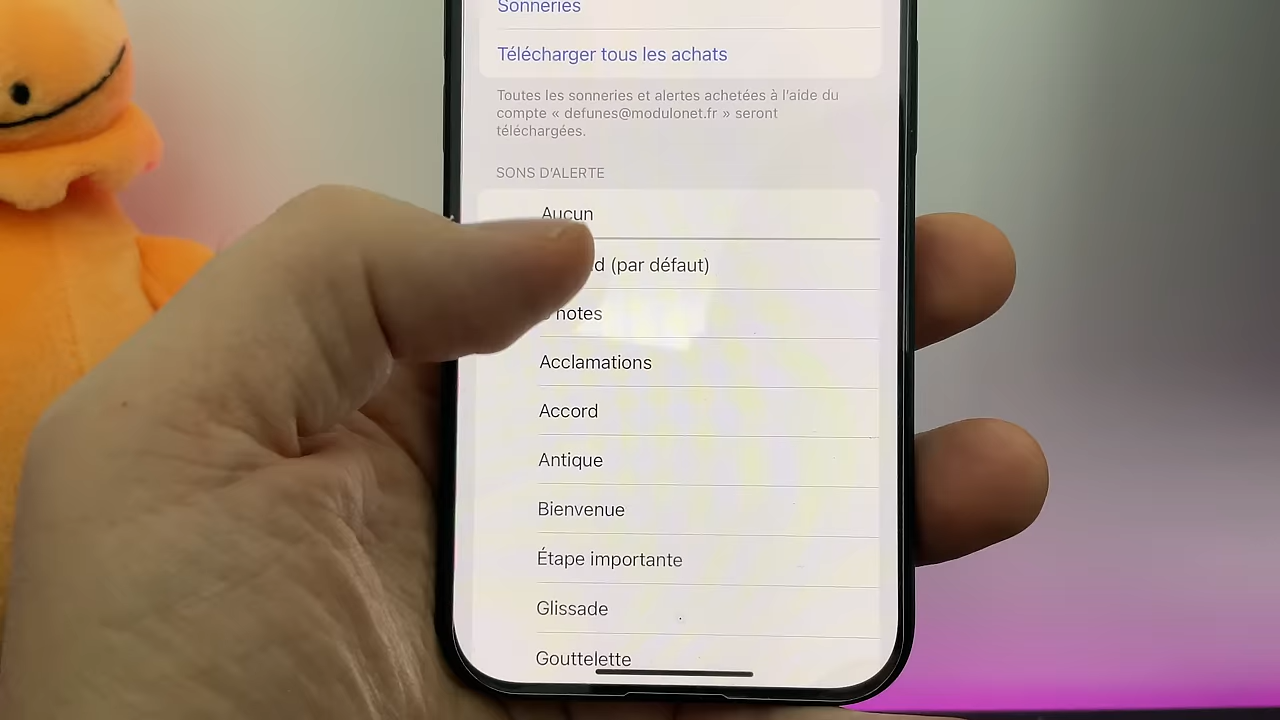 Sonneries
Télécharger tous les achats
Toutes les sonneries et alertes achetées à l'aide du
compte « defunes@modulonet.fr » seront
téléchargées.
SONS D'ALERTE
Aucun
(par défaut)
notes
Acclamations
Accord
Antique
Bienvenue
Étape importante
Glissade
Gouttelette